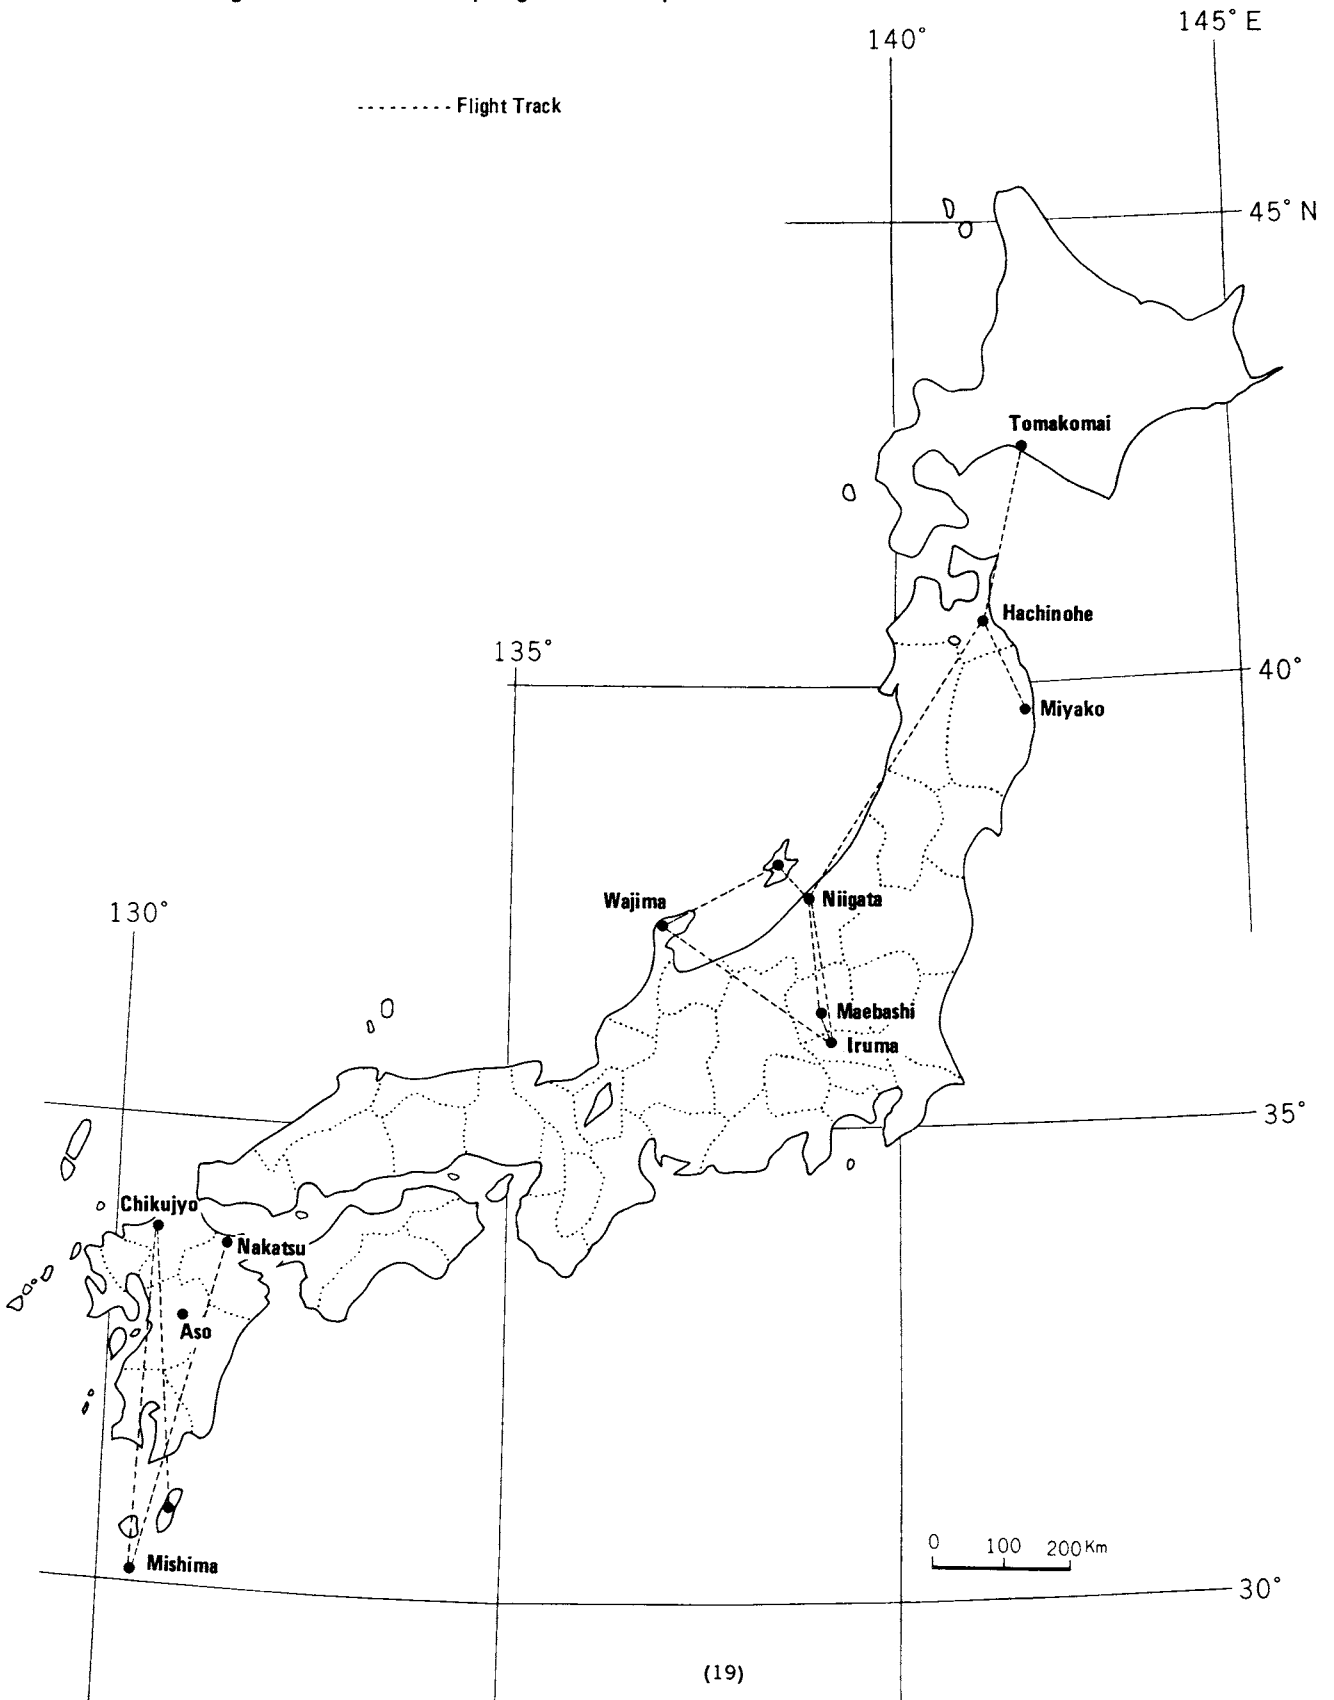 145° E
140°
Flight Track
45° N
Tomakomai
Hachinohe
135°
40°
Miyako
Wajima
Niigata
130°
Maebashi
Iruma
35°
Chikujyo
Nakatsu
Aso
0 100 200 Km
Mishima
30°
(19)